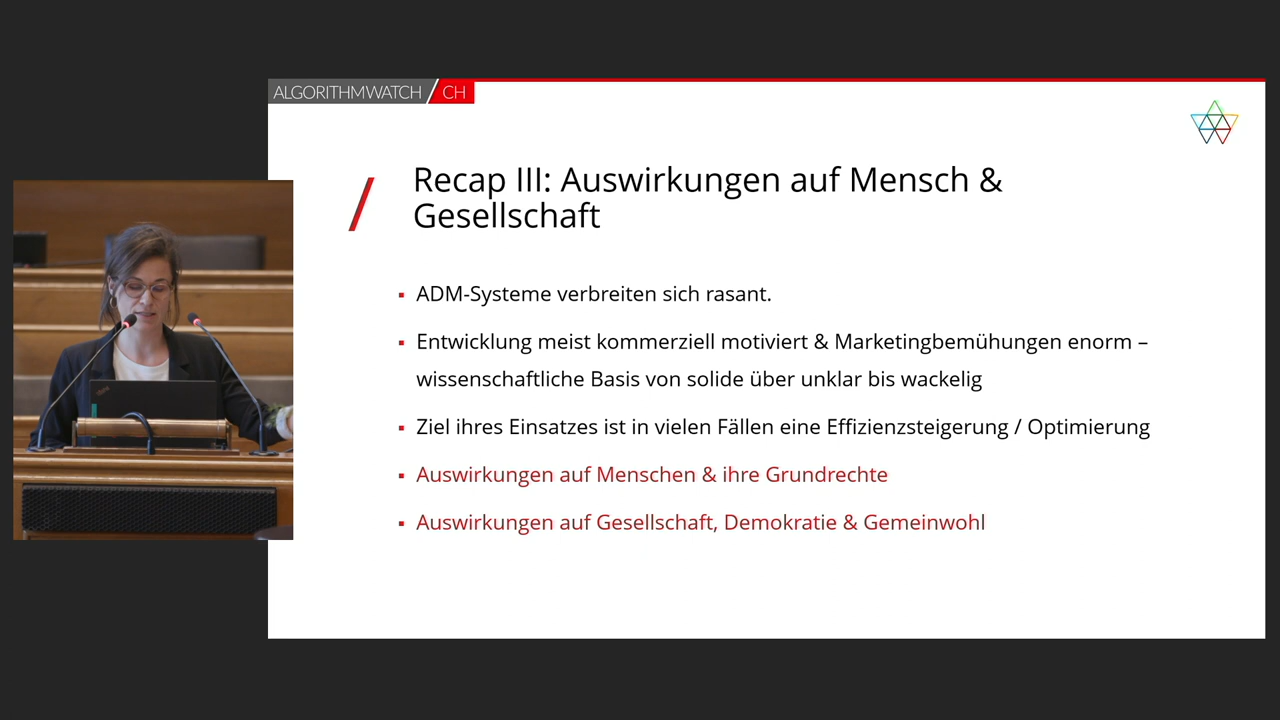 ALGORITHMWATCH / CH
Recap III: Auswirkungen auf Mensch &
Gesellschaft
ADM-Systeme verbreiten sich rasant.
Entwicklung meist kommerziell motiviert & Marketingbemühungen enorm –
wissenschaftliche Basis von solide über unklar bis wackelig
Ziel ihres Einsatzes ist in vielen Fällen eine Effizienzsteigerung / Optimierung
Auswirkungen auf Menschen & ihre Grundrechte
Auswirkungen auf Gesellschaft, Demokratie & Gemeinwohl